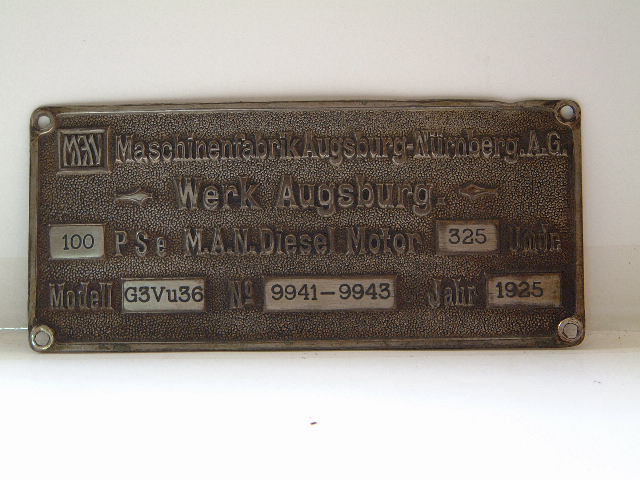 MAN Maschinenfabrik Augsburg-Nürnberg.A.G.
Werk Augsburg.
100 PSe M.A.N. Diesel Motor 325 Umdr.
Modell G3Vu36 No 9941-9943 Jahr 1925